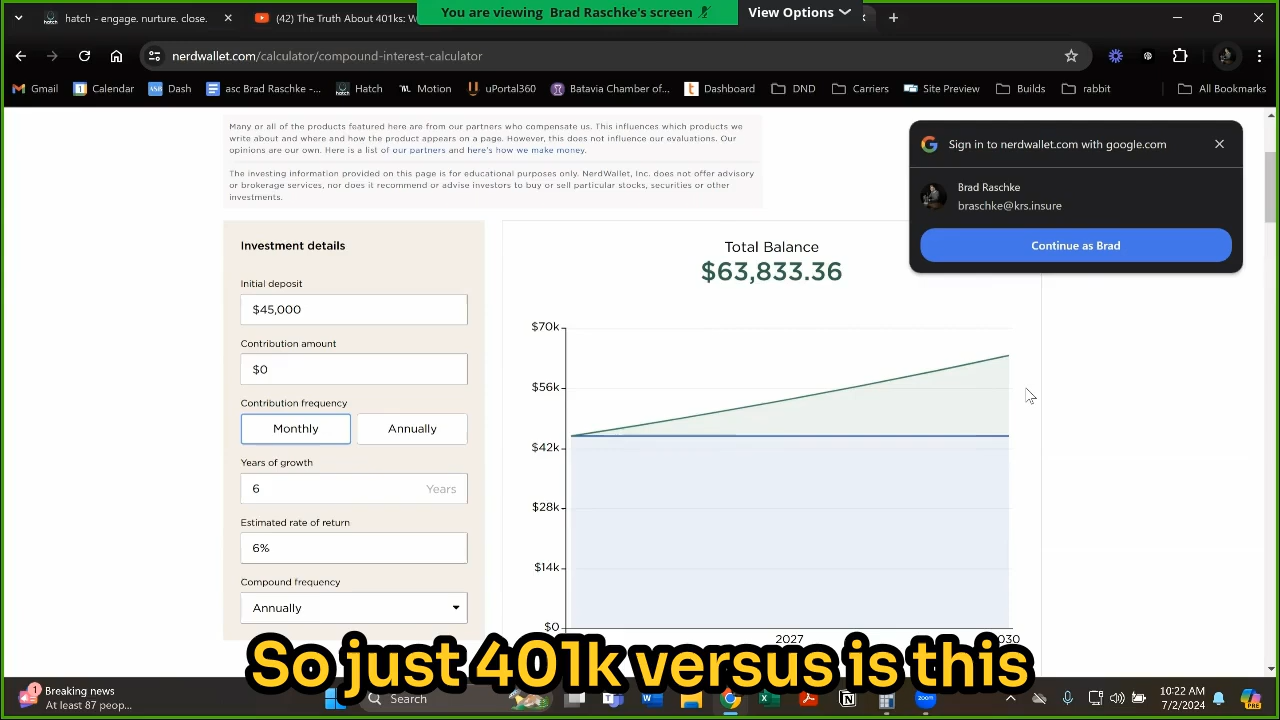 hatch - engage. nurture. close.
(42) The Truth About 401ks: W
You are viewing Brad Raschke's screen
View Options
nerdwallet.com/calculator/compound-interest-calculator
Gmail
Calendar
Dash
asc Brad Raschke -...
Hatch
Motion
uPortal360
Batavia Chamber of...
Dashboard
DND
Carriers
Site Preview
Builds
rabbit
All Bookmarks
Many or all of the products featured here are from our partners who compensate us. This influences which products we
write about and where and how the product appears on a page. However, this does not influence our evaluations. Our
opinions are our own. Here is a list of our partners and here's how we make money.
The investing information provided on this page is for educational purposes only. NerdWallet, Inc. does not offer advisory
or brokerage services, nor does it recommend or advise investors to buy or sell particular stocks, securities or other
investments.
Sign in to nerdwallet.com with google.com
Brad Raschke
braschke@krs.insure
Continue as Brad
Investment details
Initial deposit
$45,000
Contribution amount
$0
Contribution frequency
Monthly
Annually
Years of growth
6 Years
Estimated rate of return
6%
Compound frequency
Annually
Total Balance
$63,833.36
$70k
$56k
$42k
$28k
$14k
$0
2027
030
So just 401k versus is this
1
Breaking news
At least 87 people...
Search
10:22 AM
7/2/2024